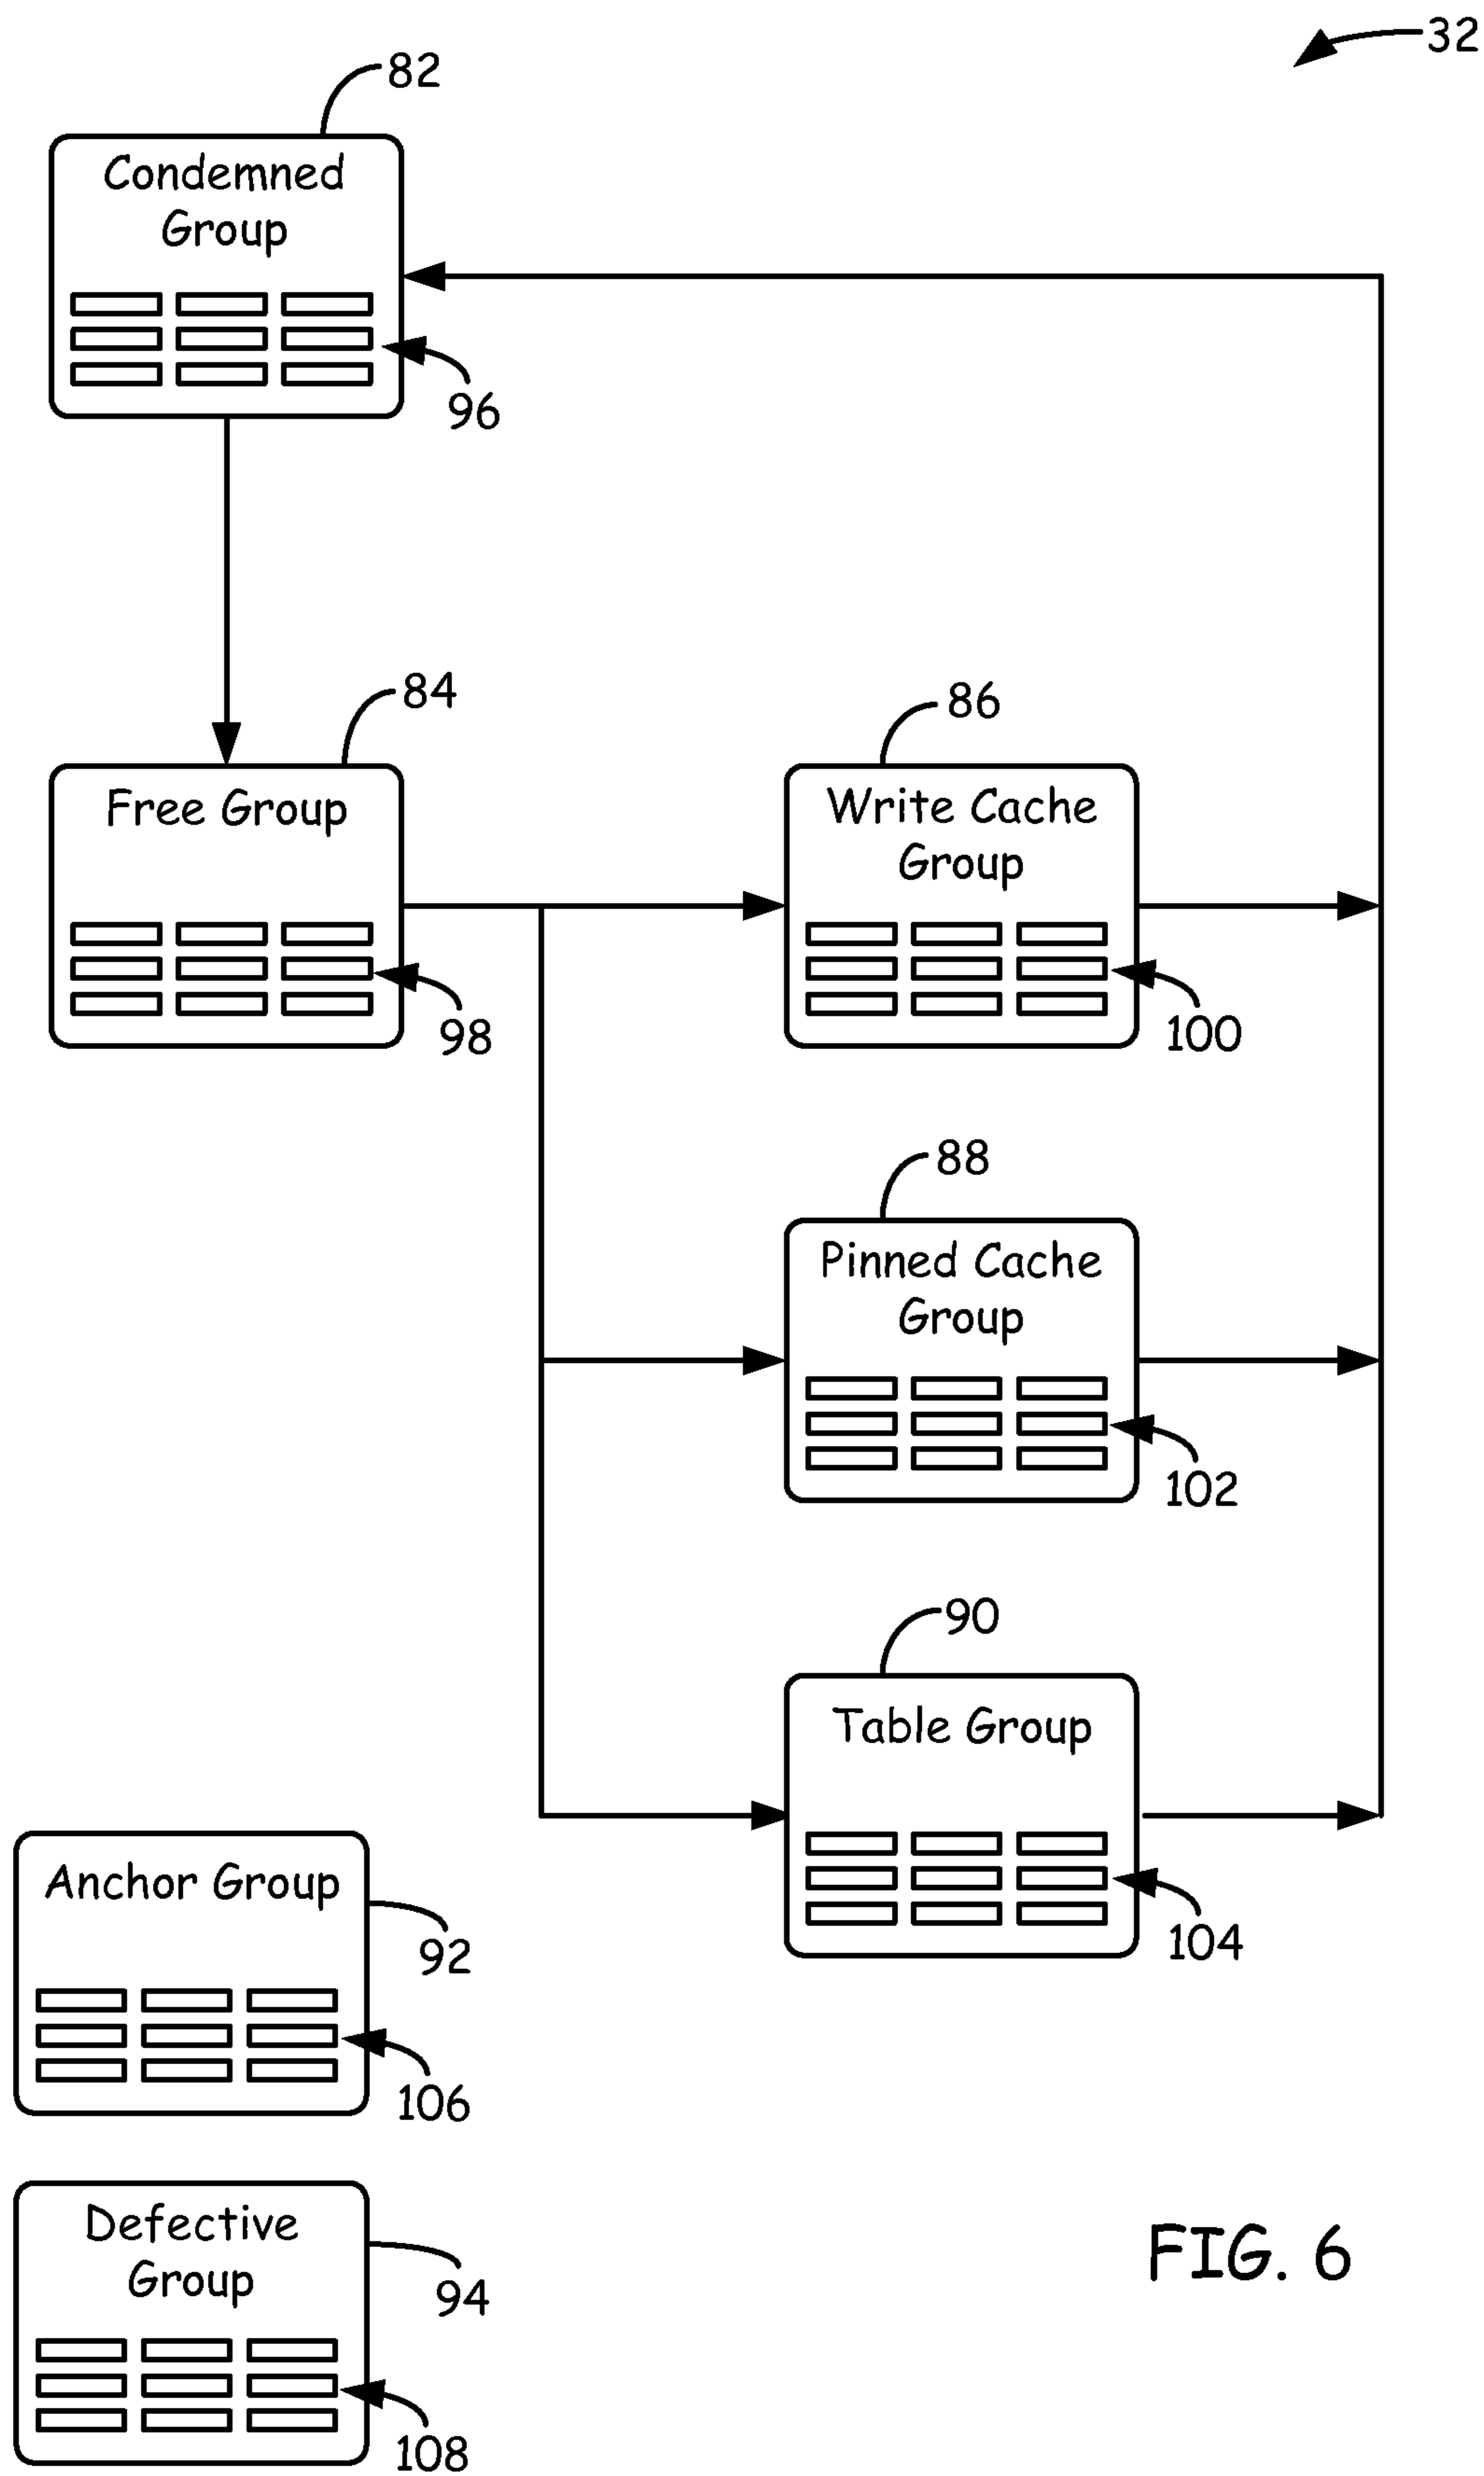 32
82
Condemned
Group
96
84
Free Group
98
86
Write Cache
Group
100
88
Pinned Cache
Group
102
90
Table Group
104
Anchor Group
92
106
Defective
Group
94
108
FIG. 6